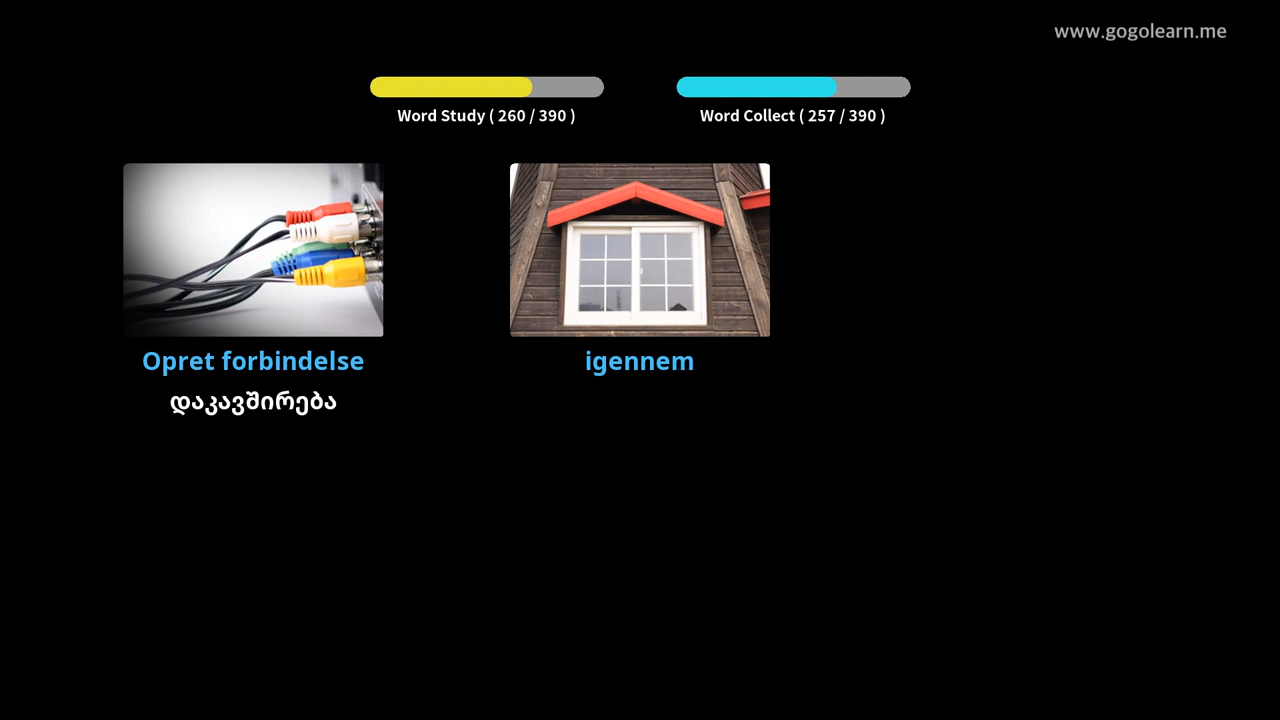 www.gogolearn.me
Word Study ( 260 / 390 )
Word Collect ( 257 / 390 )
Opret forbindelse
igennem
დაკავშირება